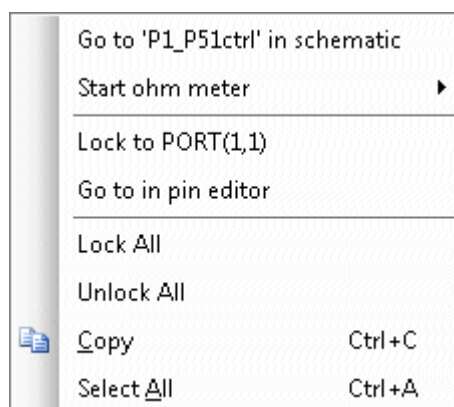 Go to 'P1_P51ctrl' in schematic
Start ohm meter
Lock to PORT(1,1)
Go to in pin editor
Lock All
Unlock All
Copy Ctrl+C
Select All Ctrl+A